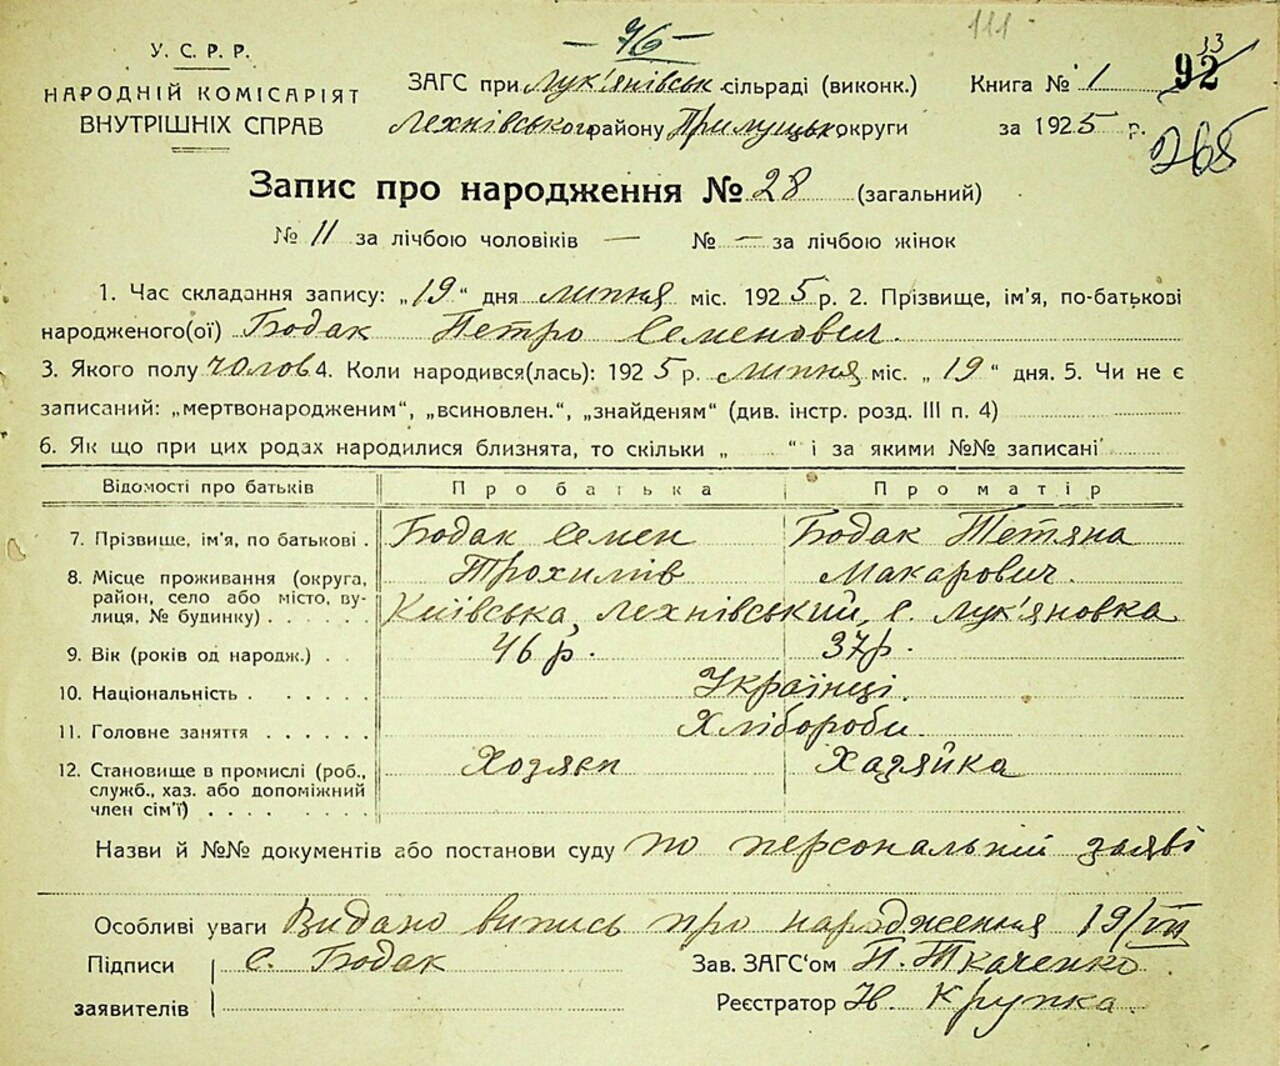 111
— 76 —
У. С. Р. Р.
НАРОДНІЙ КОМІСАРІЯТ
ВНУТРІШНІХ СПРАВ
ЗАГС при Лук'янівськ. сільраді (виконк.)
Лехнівського району Прилуцько округи
Книга № 1
92
33
за 1925 р.
265
Запис про народження № 28 (загальний)
№ 11 за лічбою чоловіків — № — за лічбою жінок
1. Час складання запису: „19“ дня липня міс. 1925 р. 2. Прізвище, ім'я, по-батькові
народженого(ої) Бодак Петро Семенович.
3. Якого полу чолов 4. Коли народився(лась): 1925 р. липня міс. „19“ дня. 5. Чи не є
записаний: „мертвонародженим“, „всиновлен.“, „знайденям“ (див. інстр. розд. III п. 4)
6. Як що при цих родах народилися близнята, то скільки „ “ і за якими №№ записані
Відомості про батьків Про батька Про матір
7. Прізвище, ім'я, по батькові . Бодак Семен Бодак Тетяна
Трохимів Макарович.
8. Місце проживання (округа,
район, село або місто, ву-
лиця, № будинку) . . . . . . Київська, Лехнівський, с. Лук'яновка
9. Вік (років од народж.) . . 46 р. 37 р.
10. Національність . . . . . . Українці.
11. Головне заняття . . . . . . Хлібороби.
12. Становище в промислі (роб.,
служб., хаз. або допоміжний
член сім'ї) . . . . . . . . Хозяєн Хазяйка
Назви й №№ документів або постанови суду по персональній заяві
Особливі уваги Видано випись про народження 19/VII
Підписи
заявителів
С. Бодак
Зав. ЗАГС'ом П. Ткаченко.
Реєстратор Н. Крупка.